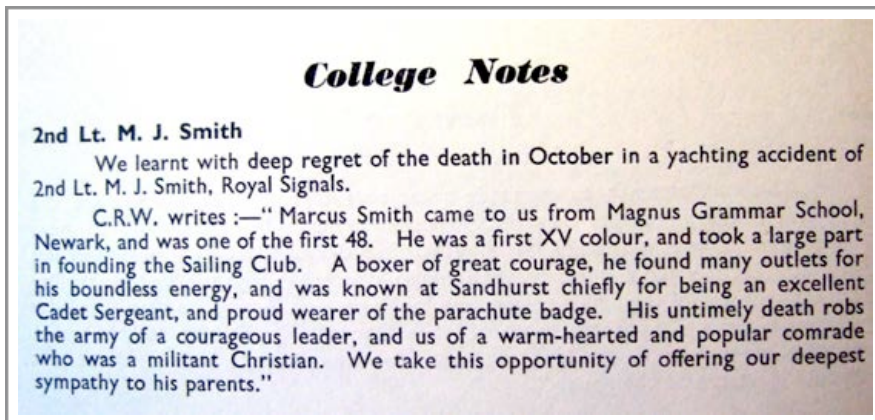 College Notes
2nd Lt. M. J. Smith
We learnt with deep regret of the death in October in a yachting accident of
2nd Lt. M. J. Smith, Royal Signals.
C.R.W. writes :—“ Marcus Smith came to us from Magnus Grammar School,
Newark, and was one of the first 48. He was a first XV colour, and took a large part
in founding the Sailing Club. A boxer of great courage, he found many outlets for
his boundless energy, and was known at Sandhurst chiefly for being an excellent
Cadet Sergeant, and proud wearer of the parachute badge. His untimely death robs
the army of a courageous leader, and us of a warm-hearted and popular comrade
who was a militant Christian. We take this opportunity of offering our deepest
sympathy to his parents.”